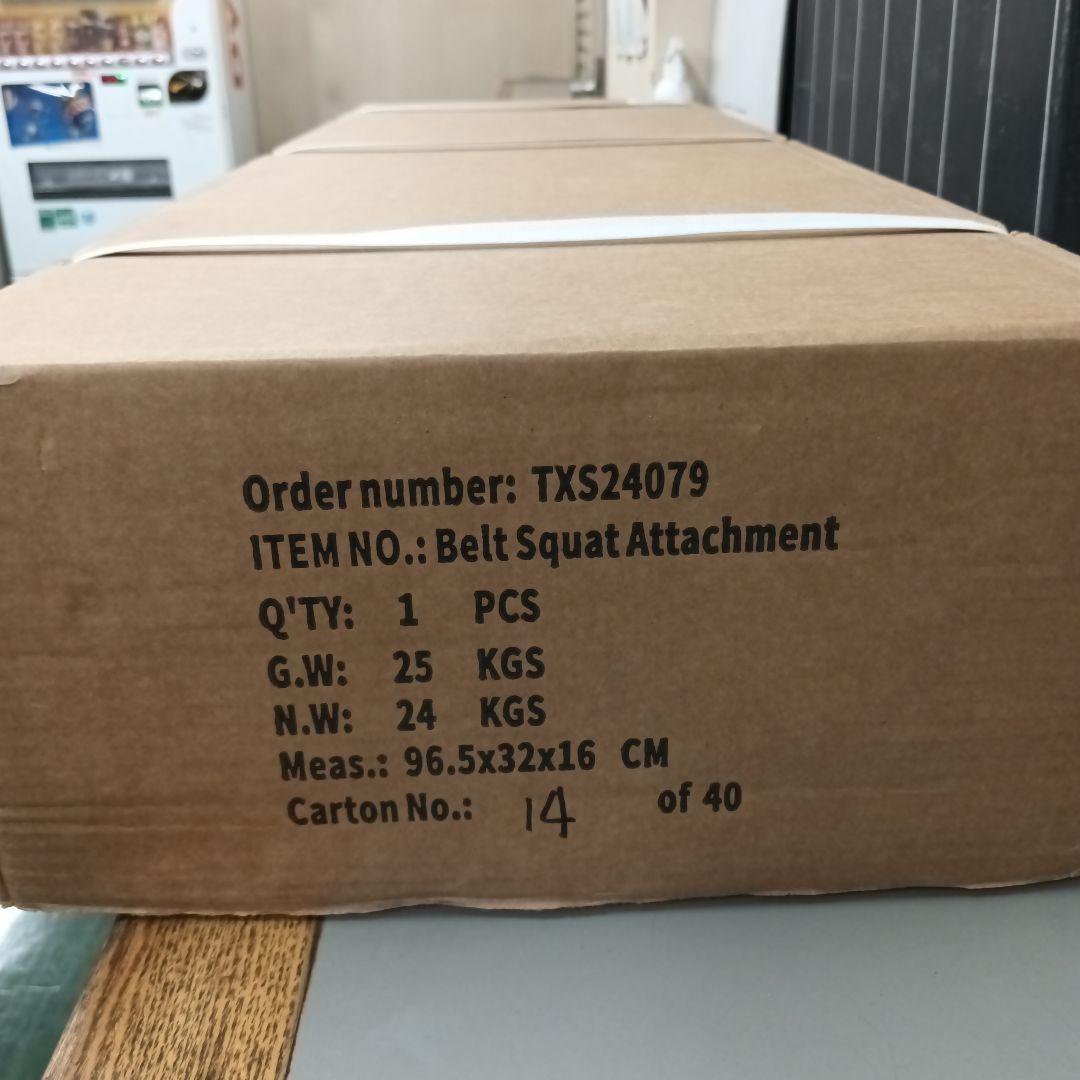 Order number: TXS24079
ITEM NO.: Belt Squat Attachment
Q'TY: 1 PCS
G.W: 25 KGS
N.W: 24 KGS
Meas.: 96.5x32x16 CM
Carton No.: 14 of 40